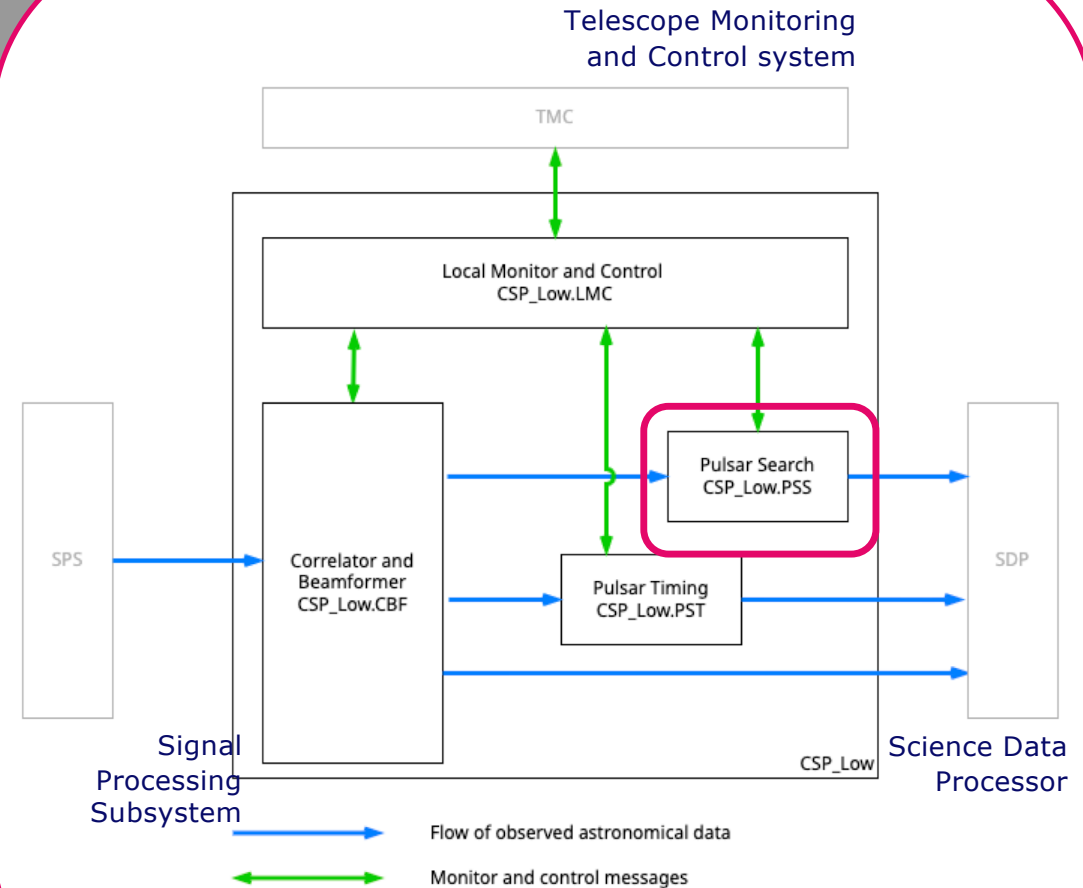 Telescope Monitoring
and Control system
TMC
Local Monitor and Control
CSP_Low.LMC
Pulsar Search
CSP_Low.PSS
SPS
Correlator and
Beamformer
CSP_Low.CBF
Pulsar Timing
CSP_Low.PST
SDP
Signal
Processing
Subsystem
CSP_Low
Science Data
Processor
Flow of observed astronomical data
Monitor and control messages